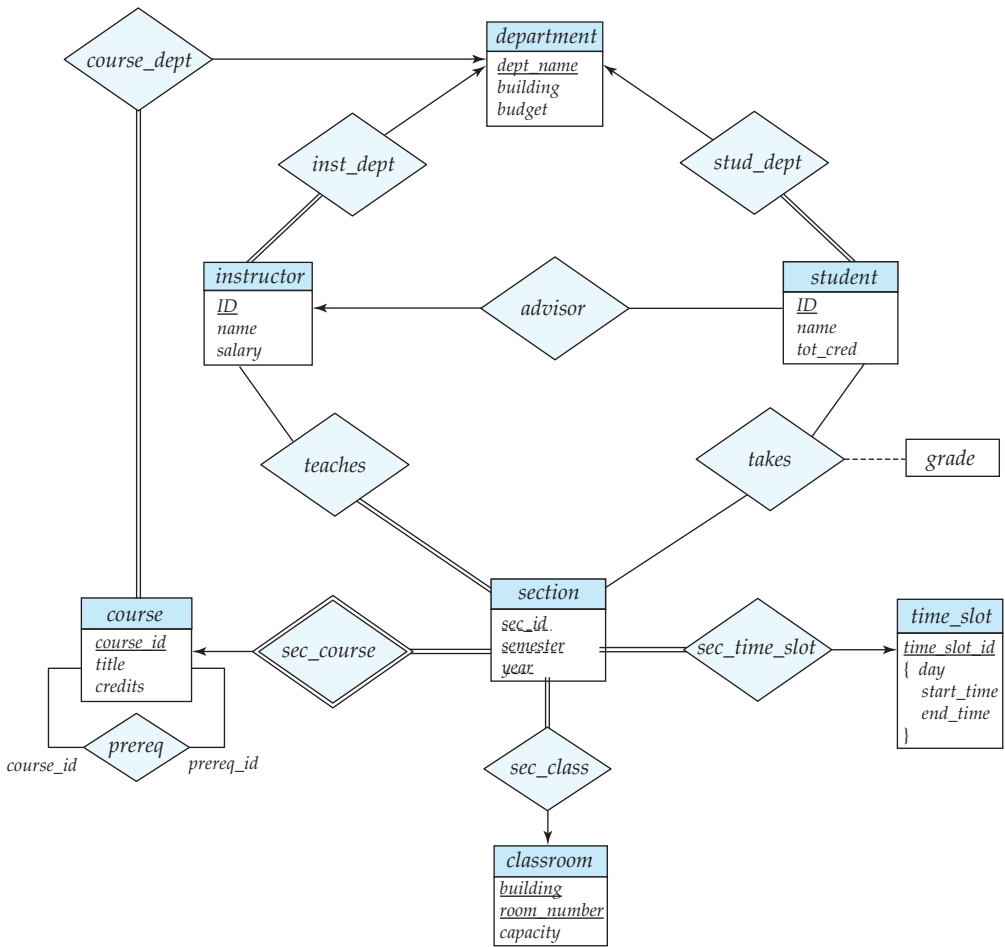 department
dept_name
building
budget
course_dept
inst_dept
stud_dept
instructor
ID
name
salary
advisor
student
ID
name
tot_cred
teaches
takes
grade
section
sec_id
semester
year
course
course_id
title
credits
sec_course
sec_time_slot
time_slot
time_slot_id
{ day
start_time
end_time
}
prereq
course_id
prereq_id
sec_class
classroom
building
room_number
capacity